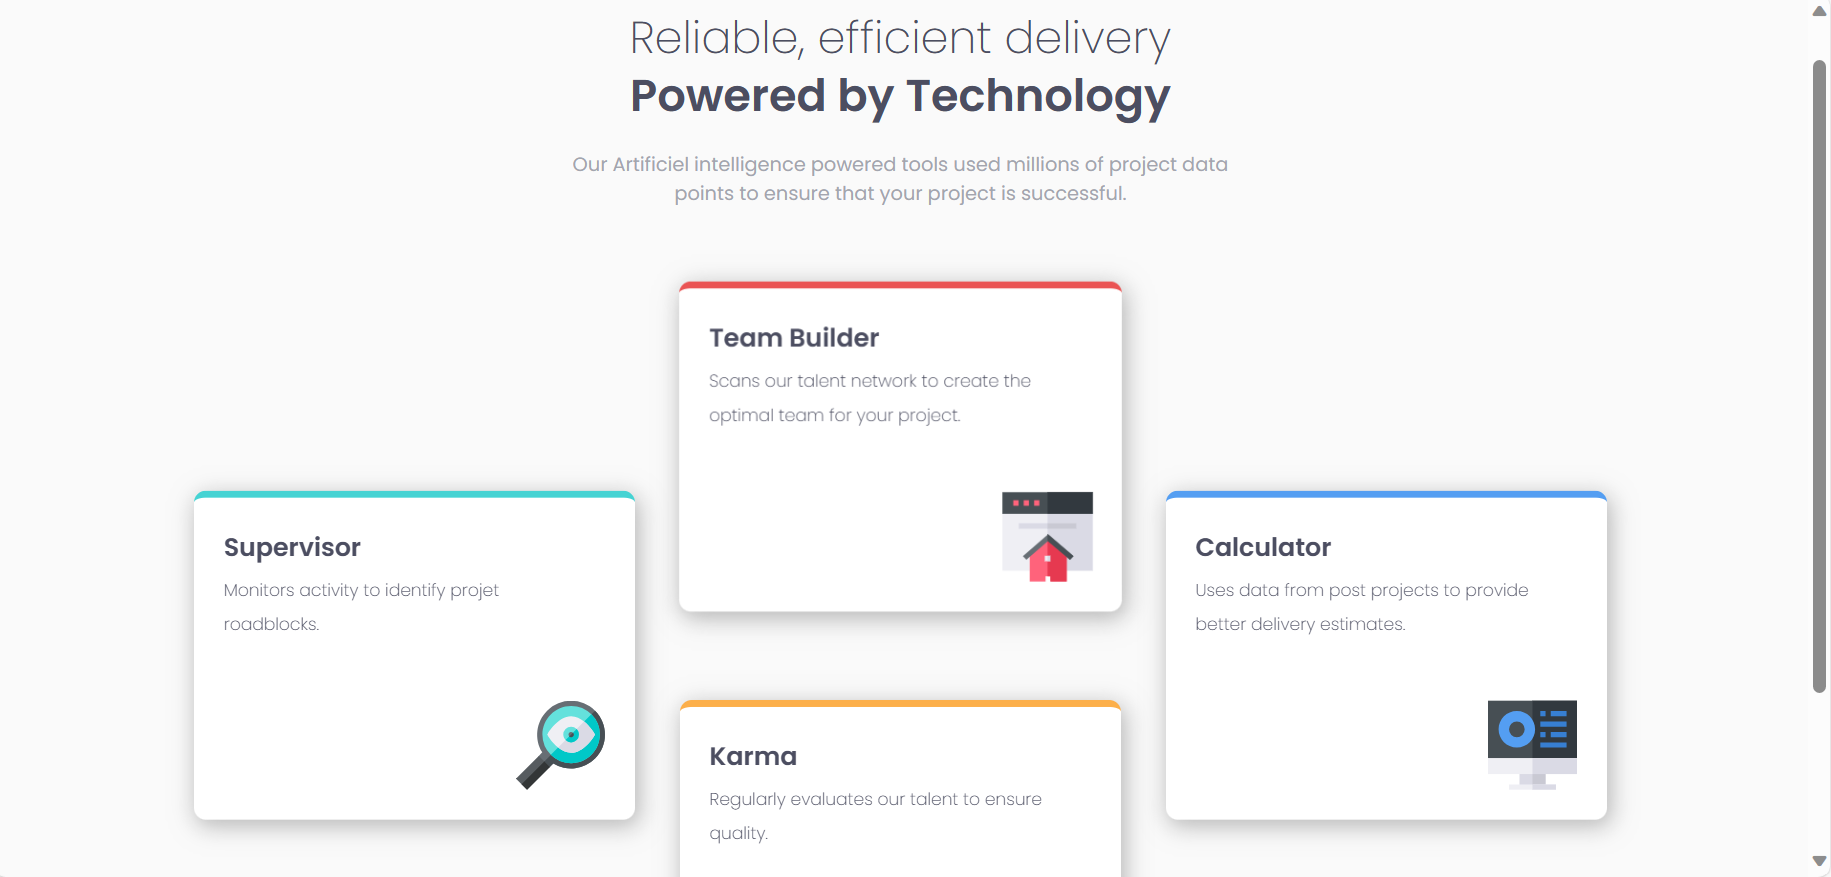 Reliable, efficient delivery
Powered by Technology
Our Artificiel intelligence powered tools used millions of project data
points to ensure that your project is successful.
Team Builder
Scans our talent network to create the
optimal team for your project.
Supervisor
Monitors activity to identify projet
roadblocks.
Calculator
Uses data from post projects to provide
better delivery estimates.
Karma
Regularly evaluates our talent to ensure
quality.